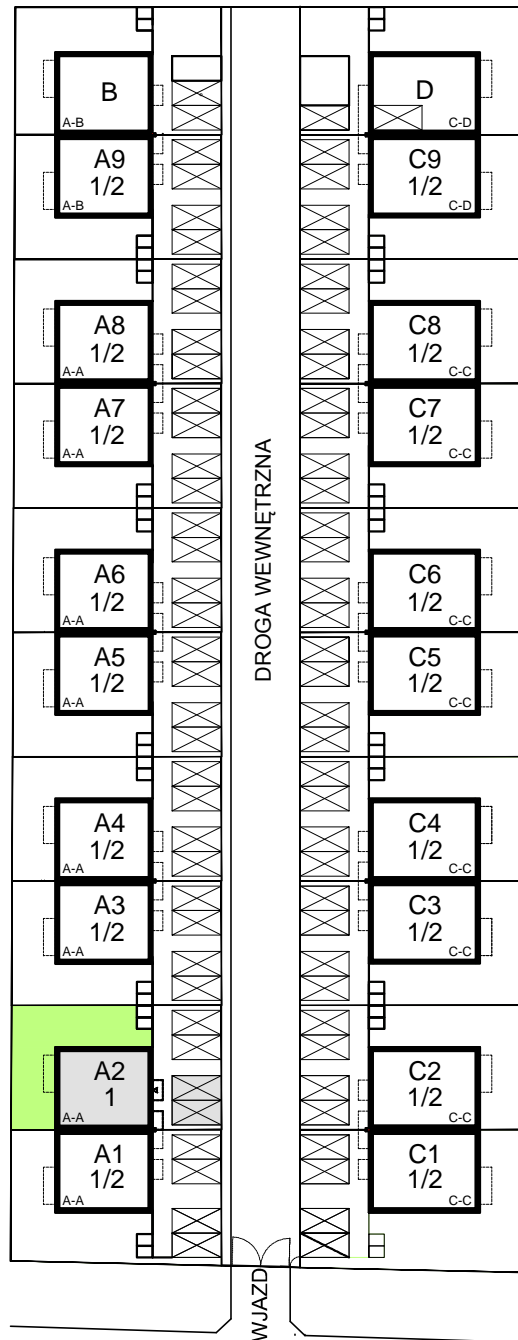 B
A-B
D
C-D
A9
1/2
A-B
C9
1/2
C-D
A8
1/2
A-A
C8
1/2
C-C
A7
1/2
A-A
C7
1/2
C-C
DROGA WEWNĘTRZNA
A6
1/2
A-A
C6
1/2
C-C
A5
1/2
A-A
C5
1/2
C-C
A4
1/2
A-A
C4
1/2
C-C
A3
1/2
A-A
C3
1/2
C-C
A2
1
A-A
C2
1/2
C-C
A1
1/2
A-A
C1
1/2
C-C
WJAZD